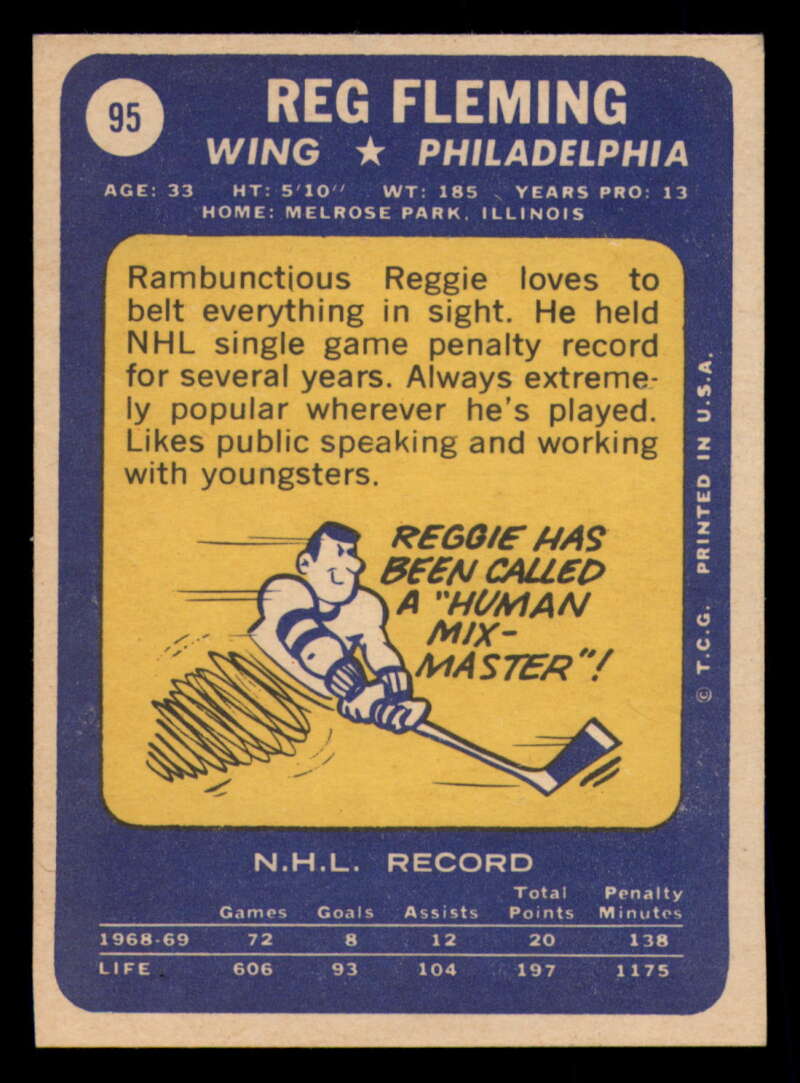 95
REG FLEMING
WING ★ PHILADELPHIA
AGE: 33 HT: 5'10" WT: 185 YEARS PRO: 13
HOME: MELROSE PARK, ILLINOIS
Rambunctious Reggie loves to
belt everything in sight. He held
NHL single game penalty record
for several years. Always extreme-
ly popular wherever he's played.
Likes public speaking and working
with youngsters.
REGGIE HAS
BEEN CALLED
A "HUMAN
MIX-
MASTER"!
© T.C.G. PRINTED IN U.S.A.
N.H.L. RECORD
Games Goals Assists Total Points Penalty Minutes
1968-69 72 8 12 20 138
LIFE 606 93 104 197 1175